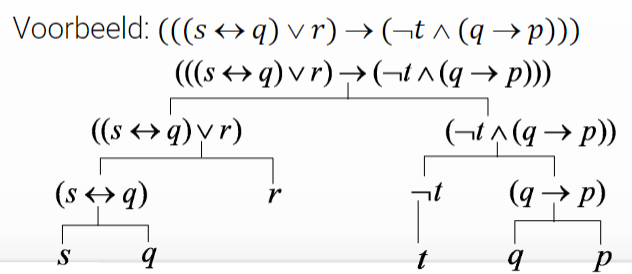 Voorbeeld: (((s ↔ q) ∨ r) → (¬t ∧ (q → p)))
(((s ↔ q) ∨ r) → (¬t ∧ (q → p)))
((s ↔ q) ∨ r) (¬t ∧ (q → p))
(s ↔ q) r ¬t (q → p)
s q t q p